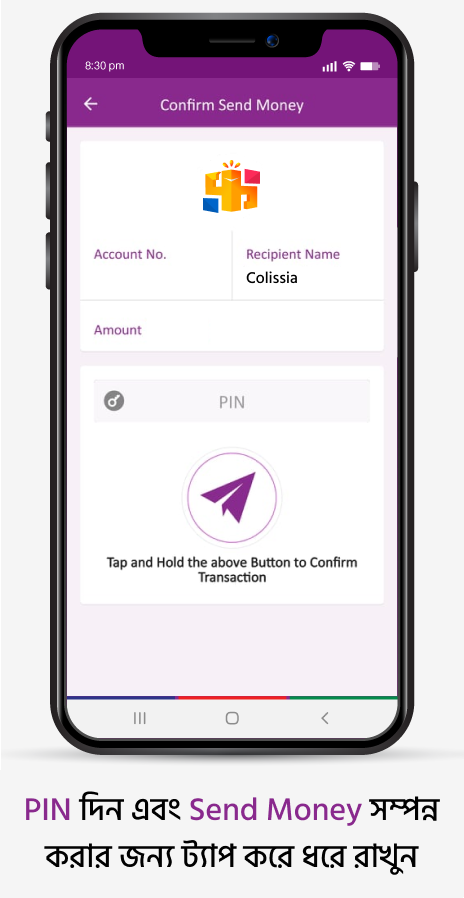 8:30 pm
Confirm Send Money
Account No.
Recipient Name
Colissia
Amount
PIN
Tap and Hold the above Button to Confirm
Transaction
PIN দিন এবং Send Money সম্পন্ন
করার জন্য ট্যাপ করে ধরে রাখুন